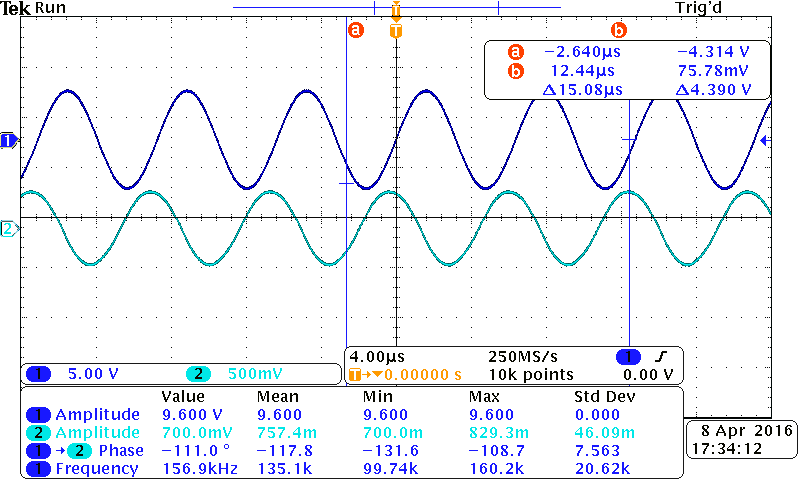 Tek Run Trig'd
a b
T
a −2.640µs −4.314 V
b 12.44µs 75.78mV
Δ15.08µs Δ4.390 V
1
2
1 5.00 V 2 500mV
4.00µs 250MS/s 1
T→▼0.00000 s 10k points 0.00 V
Value Mean Min Max Std Dev
1 Amplitude 9.600 V 9.600 9.600 9.600 0.000
2 Amplitude 700.0mV 757.4m 700.0m 829.3m 46.09m
1 → 2 Phase −111.0 ° −117.8 −131.6 −108.7 7.563
1 Frequency 156.9kHz 135.1k 99.74k 160.2k 20.62k
8 Apr 2016
17:34:12